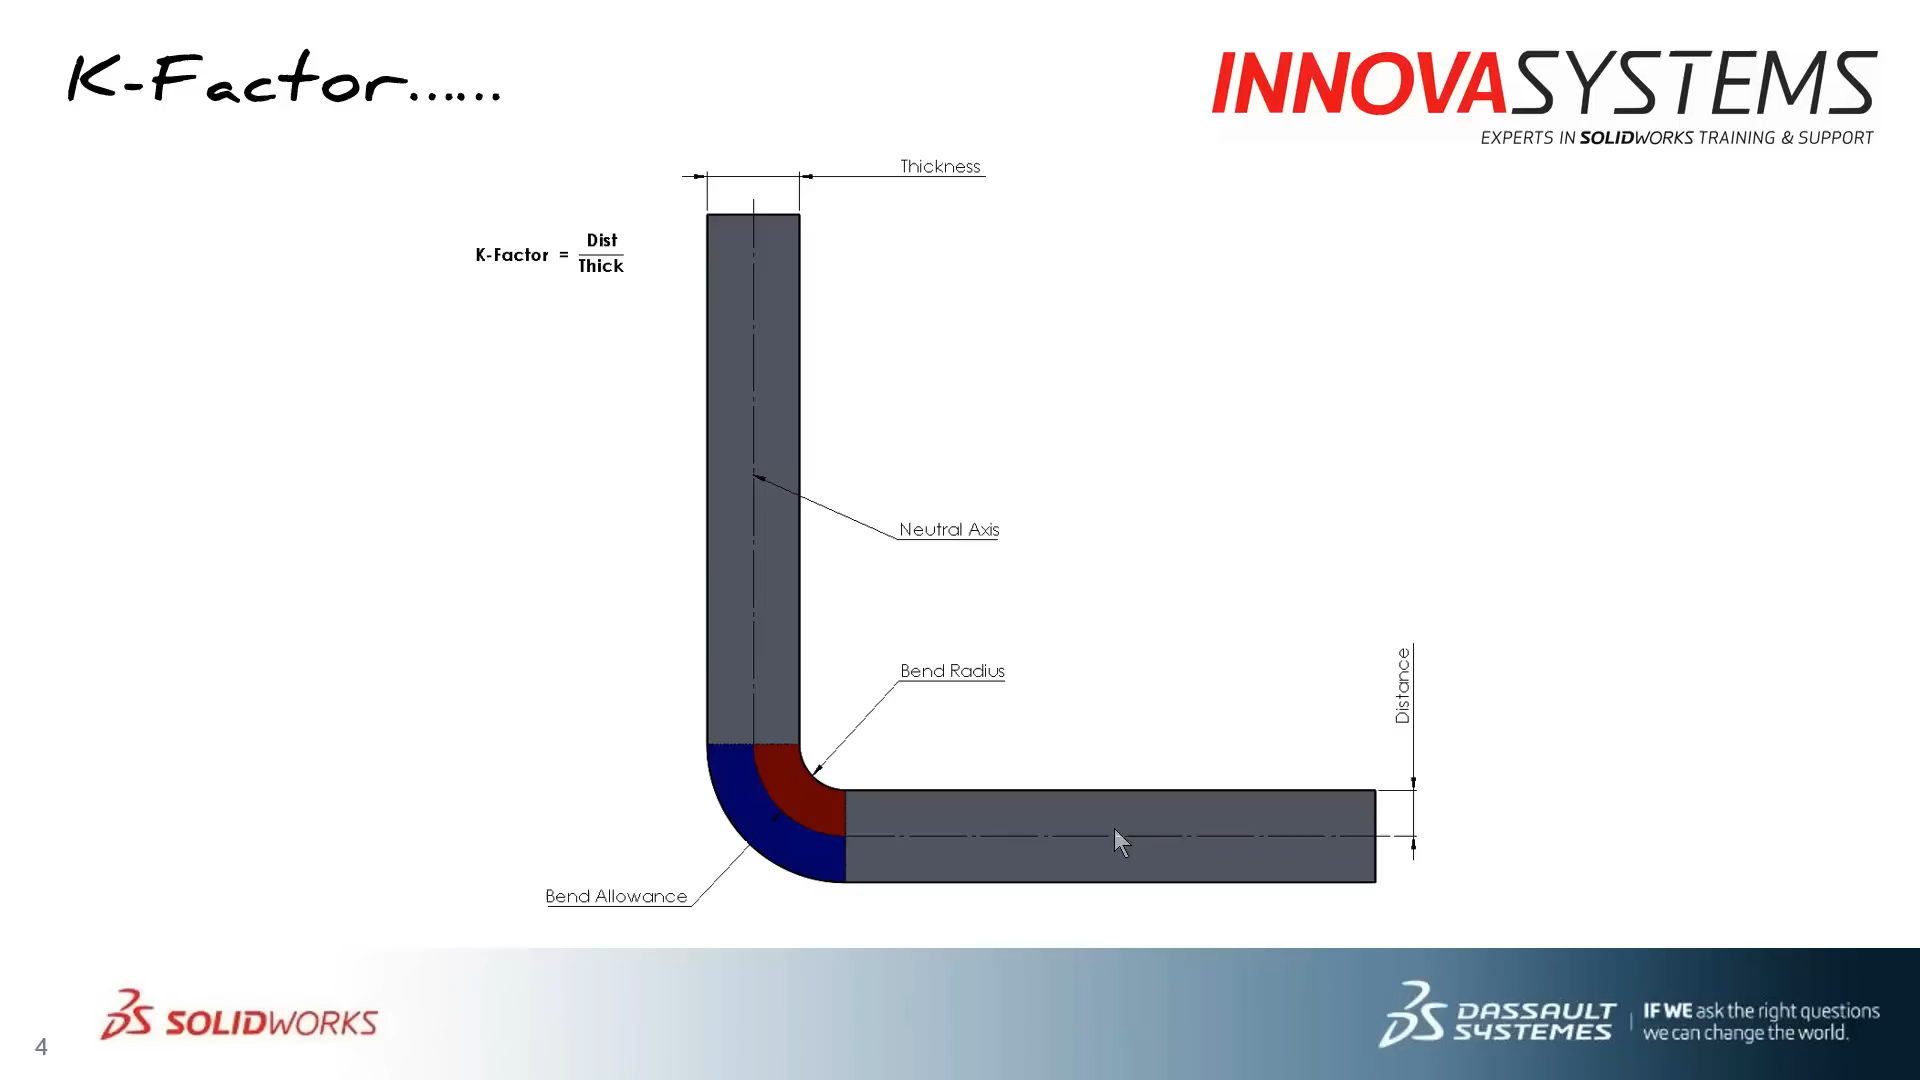 K-Factor......
INNOVASYSTEMS
EXPERTS IN SOLIDWORKS TRAINING & SUPPORT
Thickness
K-Factor = Dist
Thick
Neutral Axis
Bend Radius
Distance
Bend Allowance
4
SOLIDWORKS
DASSAULT
SYSTEMES
IF WE ask the right questions
we can change the world.